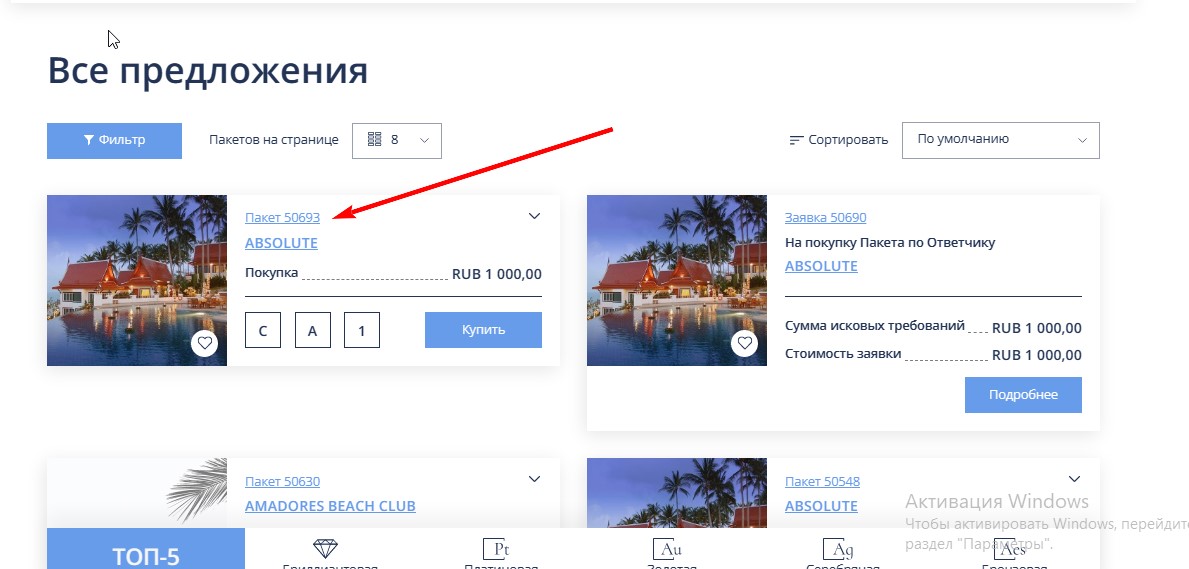 Все предложения
Фильтр
Пакетов на странице
8
Сортировать
По умолчанию
Пакет 50693
ABSOLUTE
Покупка RUB 1 000,00
C A 1
Купить
Заявка 50690
На покупку Пакета по Ответчику
ABSOLUTE
Сумма исковых требований RUB 1 000,00
Стоимость заявки RUB 1 000,00
Подробнее
Пакет 50630
AMADORES BEACH CLUB
Пакет 50548
ABSOLUTE
Активация Windows
Чтобы активировать Windows, перейдите
раздел "Параметры".
ТОП-5
Pt
Au
Ag
Aes
Бриллиантовая
Платиновая
Золотая
Серебряная
Бронзовая